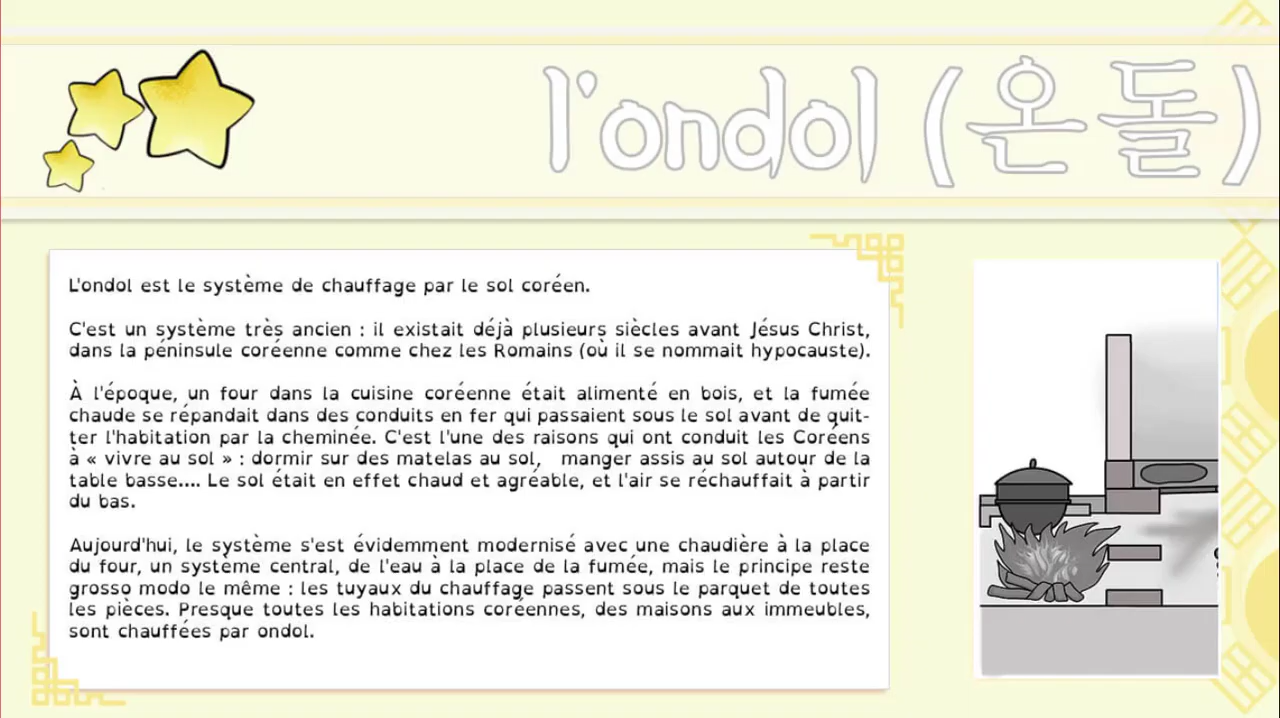 l'ondol (온돌)
L'ondol est le système de chauffage par le sol coréen.
C'est un système très ancien : il existait déjà plusieurs siècles avant Jésus Christ,
dans la péninsule coréenne comme chez les Romains (où il se nommait hypocauste).
À l'époque, un four dans la cuisine coréenne était alimenté en bois, et la fumée
chaude se répandait dans des conduits en fer qui passaient sous le sol avant de quit-
ter l'habitation par la cheminée. C'est l'une des raisons qui ont conduit les Coréens
à « vivre au sol » : dormir sur des matelas au sol, manger assis au sol autour de la
table basse.... Le sol était en effet chaud et agréable, et l'air se réchauffait à partir
du bas.
Aujourd'hui, le système s'est évidemment modernisé avec une chaudière à la place
du four, un système central, de l'eau à la place de la fumée, mais le principe reste
grosso modo le même : les tuyaux du chauffage passent sous le parquet de toutes
les pièces. Presque toutes les habitations coréennes, des maisons aux immeubles,
sont chauffées par ondol.